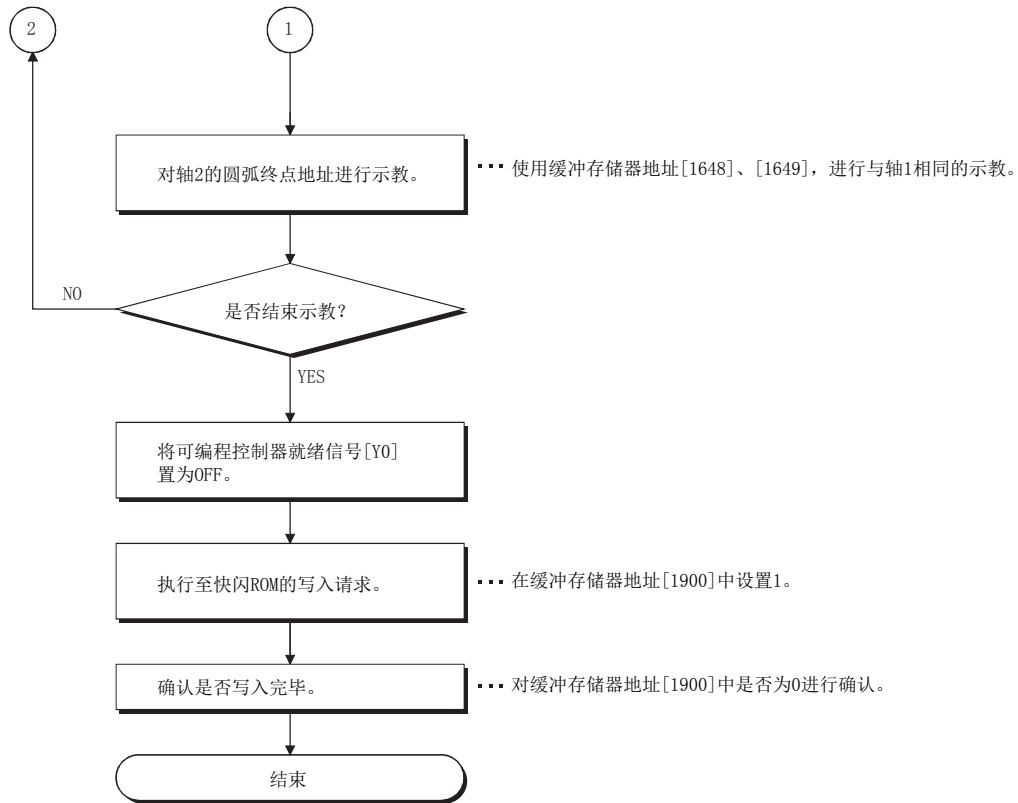 2
1
对轴2的圆弧终点地址进行示教。
使用缓冲存储器地址[1648]、[1649]，进行与轴1相同的示教。
是否结束示教?
NO
YES
将可编程控制器就绪信号[Y0]
置为OFF。
执行至快闪ROM的写入请求。
在缓冲存储器地址[1900]中设置1。
确认是否写入完毕。
对缓冲存储器地址[1900]中是否为0进行确认。
结束